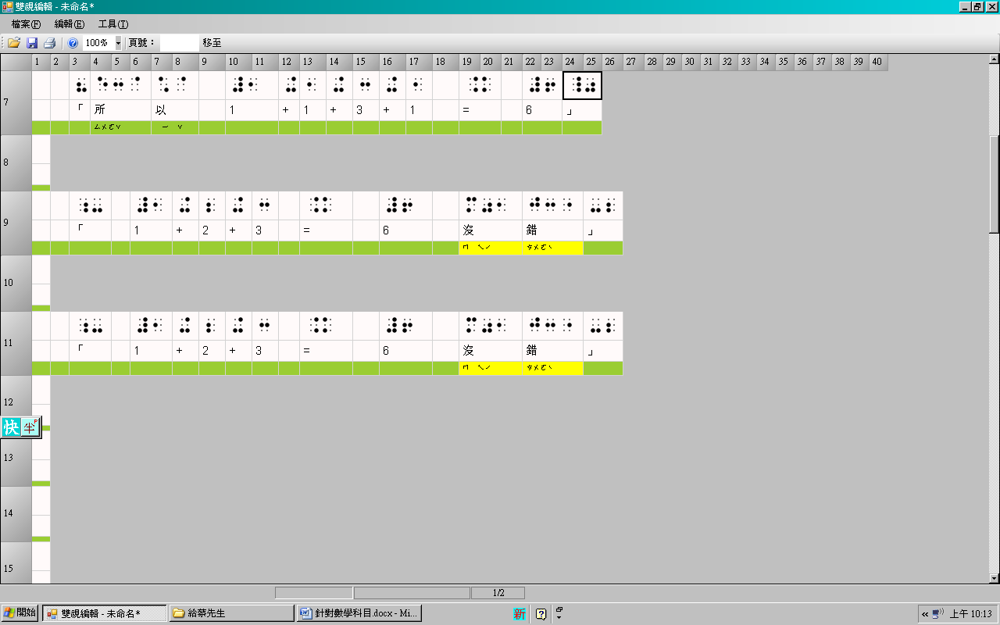 雙視編輯 - 未命名*
檔案(F) 編輯(E) 工具(T)
100% 頁號： 移至
1 2 3 4 5 6 7 8 9 10 11 12 13 14 15 16 17 18 19 20 21 22 23 24 25 26 27 28 29 30 31 32 33 34 35 36 37 38 39 40
7
「 所 以 1 + 1 + 3 + 1 = 6 」
ㄙㄨㄛˇ ㄧ ˇ
8
9
「 1 + 2 + 3 = 6 沒 錯 」
ㄇ ㄟˊ ㄘㄨㄛˋ
10
11
「 1 + 2 + 3 = 6 沒 錯 」
ㄇ ㄟˊ ㄘㄨㄛˋ
12
快 半 P
13
14
15
1/2
開始 雙視編輯 - 未命名* 給蔡先生 針對數學科目.docx - Mi... 新 上午 10:13